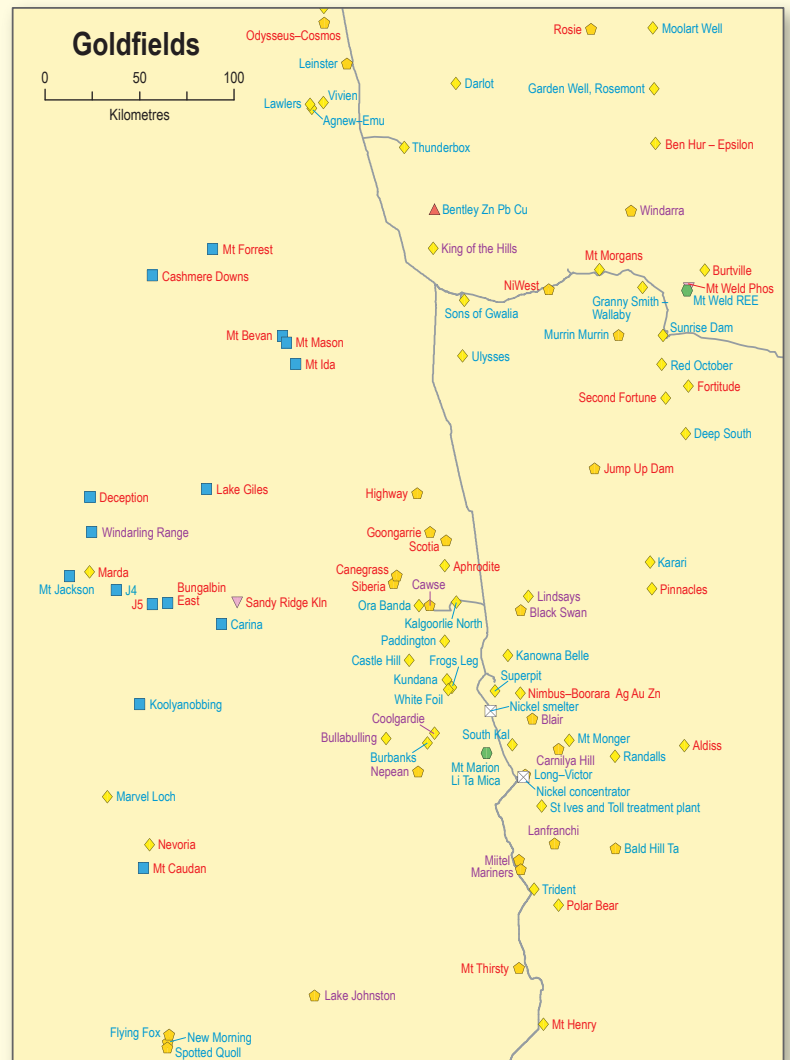 Goldfields
0 50 100
Kilometres
Odysseus–Cosmos
Rosie
Moolart Well
Leinster
Darlot
Garden Well, Rosemont
Lawlers
Vivien
Agnew–Emu
Thunderbox
Ben Hur – Epsilon
Bentley Zn Pb Cu
Windarra
King of the Hills
Mt Forrest
Mt Morgans
Cashmere Downs
Burtville
NiWest
Mt Weld Phos
Granny Smith –
Wallaby
Mt Weld REE
Sons of Gwalia
Sunrise Dam
Mt Bevan
Mt Mason
Murrin Murrin
Ulysses
Mt Ida
Red October
Fortitude
Second Fortune
Deep South
Jump Up Dam
Lake Giles
Deception
Highway
Windarling Range
Goongarrie
Scotia
Karari
Marda
Aphrodite
Canegrass
Siberia
Cawse
Mt Jackson
J4
Bungalbin
East
J5
Sandy Ridge Kln
Pinnacles
Lindsays
Ora Banda
Black Swan
Carina
Kalgoorlie North
Paddington
Castle Hill
Frogs Leg
Kanowna Belle
Kundana
Superpit
White Foil
Nimbus–Boorara Ag Au Zn
Koolyanobbing
Nickel smelter
Coolgardie
Blair
Bullabulling
South Kal
Mt Monger
Aldiss
Burbanks
Carnilya Hill
Randalls
Nepean
Mt Marion
Li Ta Mica
Long–Victor
Nickel concentrator
Marvel Loch
St Ives and Toll treatment plant
Lanfranchi
Nevoria
Bald Hill Ta
Miitel
Mariners
Mt Caudan
Trident
Polar Bear
Mt Thirsty
Lake Johnston
Mt Henry
Flying Fox
New Morning
Spotted Quoll